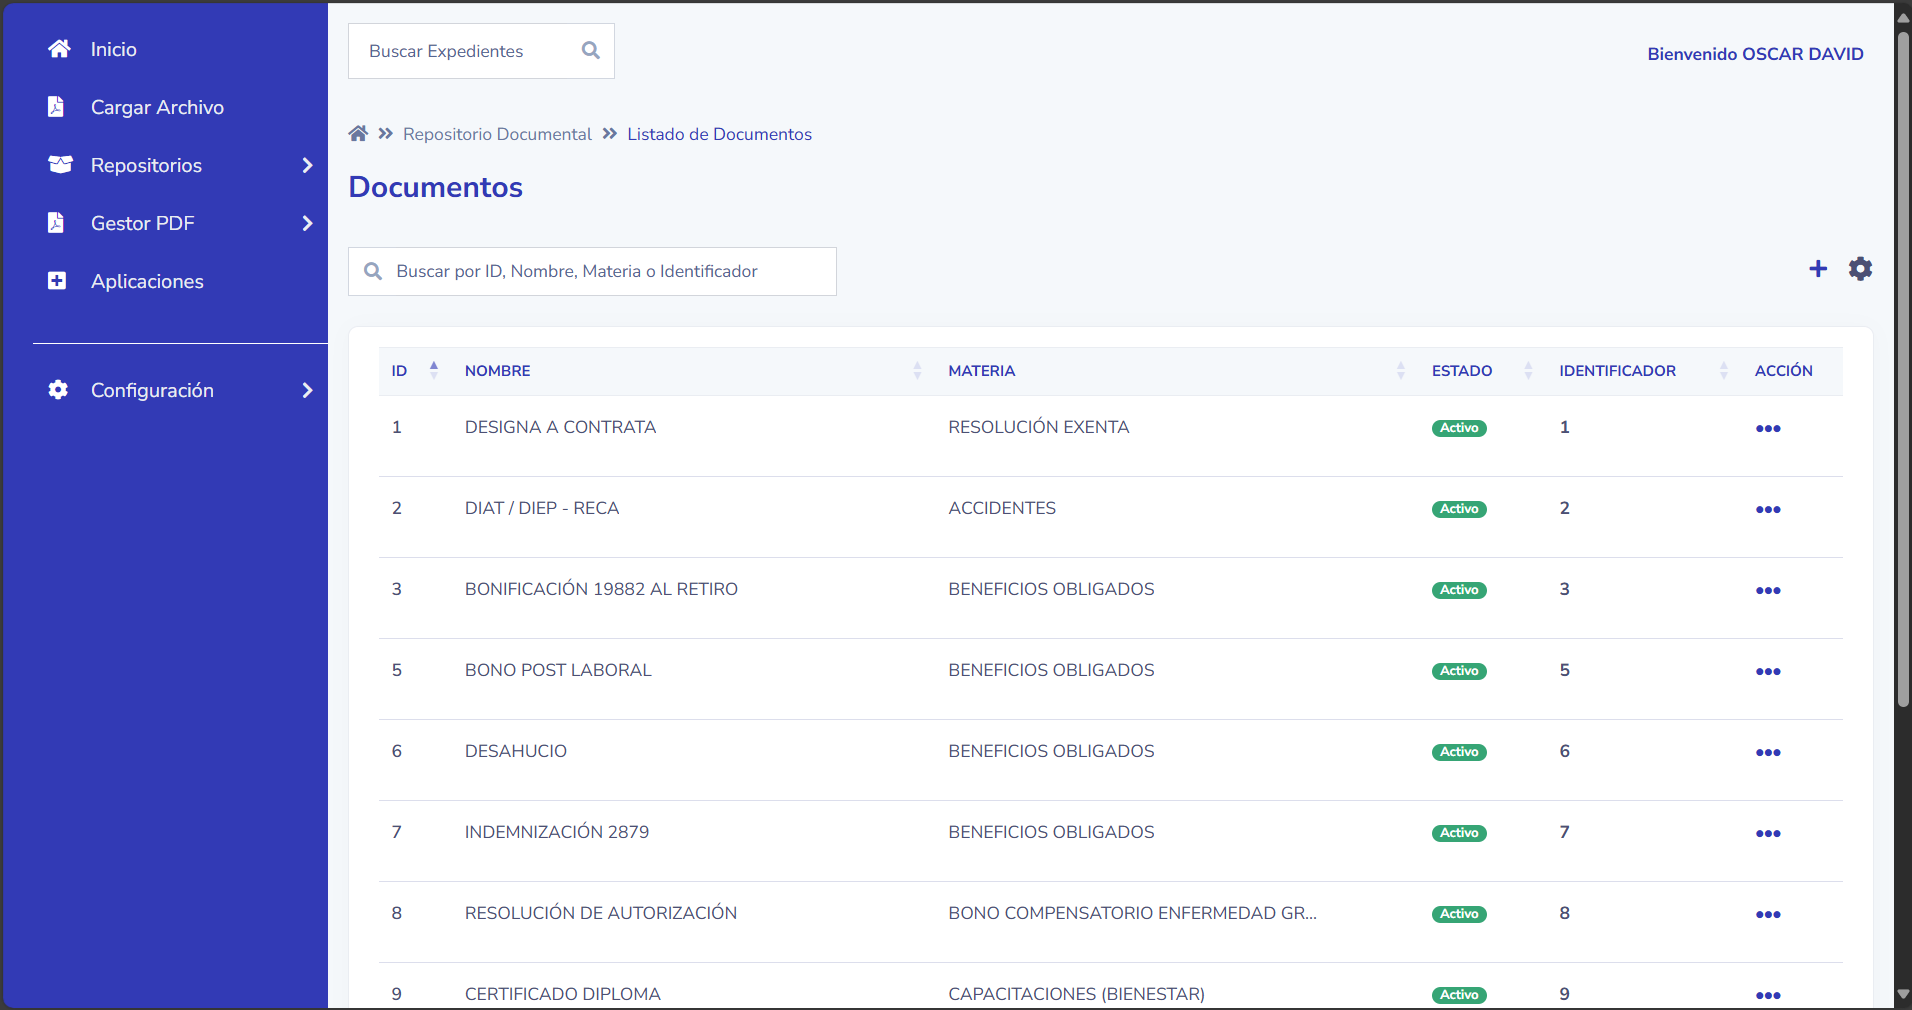 Inicio
Cargar Archivo
Repositorios
Gestor PDF
Aplicaciones
Configuración
Buscar Expedientes
Bienvenido OSCAR DAVID
Repositorio Documental » Listado de Documentos
Documentos
Buscar por ID, Nombre, Materia o Identificador
ID NOMBRE MATERIA ESTADO IDENTIFICADOR ACCIÓN
1 DESIGNA A CONTRATA RESOLUCIÓN EXENTA Activo 1
2 DIAT / DIEP - RECA ACCIDENTES Activo 2
3 BONIFICACIÓN 19882 AL RETIRO BENEFICIOS OBLIGADOS Activo 3
5 BONO POST LABORAL BENEFICIOS OBLIGADOS Activo 5
6 DESAHUCIO BENEFICIOS OBLIGADOS Activo 6
7 INDEMNIZACIÓN 2879 BENEFICIOS OBLIGADOS Activo 7
8 RESOLUCIÓN DE AUTORIZACIÓN BONO COMPENSATORIO ENFERMEDAD GR... Activo 8
9 CERTIFICADO DIPLOMA CAPACITACIONES (BIENESTAR) Activo 9